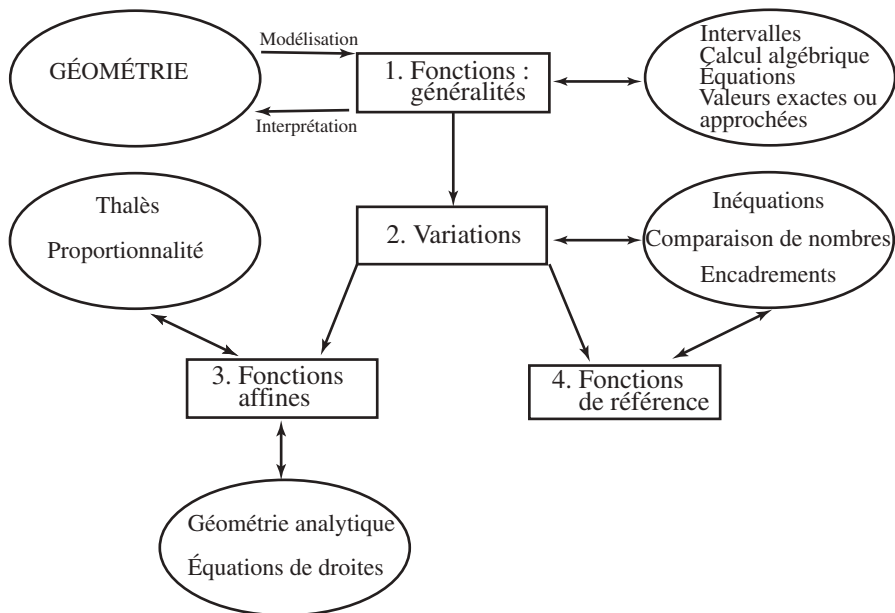 GÉOMÉTRIE
Modélisation
Interprétation
1. Fonctions :
généralités
Intervalles
Calcul algébrique
Équations
Valeurs exactes ou
approchées
Thalès
Proportionnalité
2. Variations
Inéquations
Comparaison de nombres
Encadrements
3. Fonctions
affines
4. Fonctions
de référence
Géométrie analytique
Équations de droites